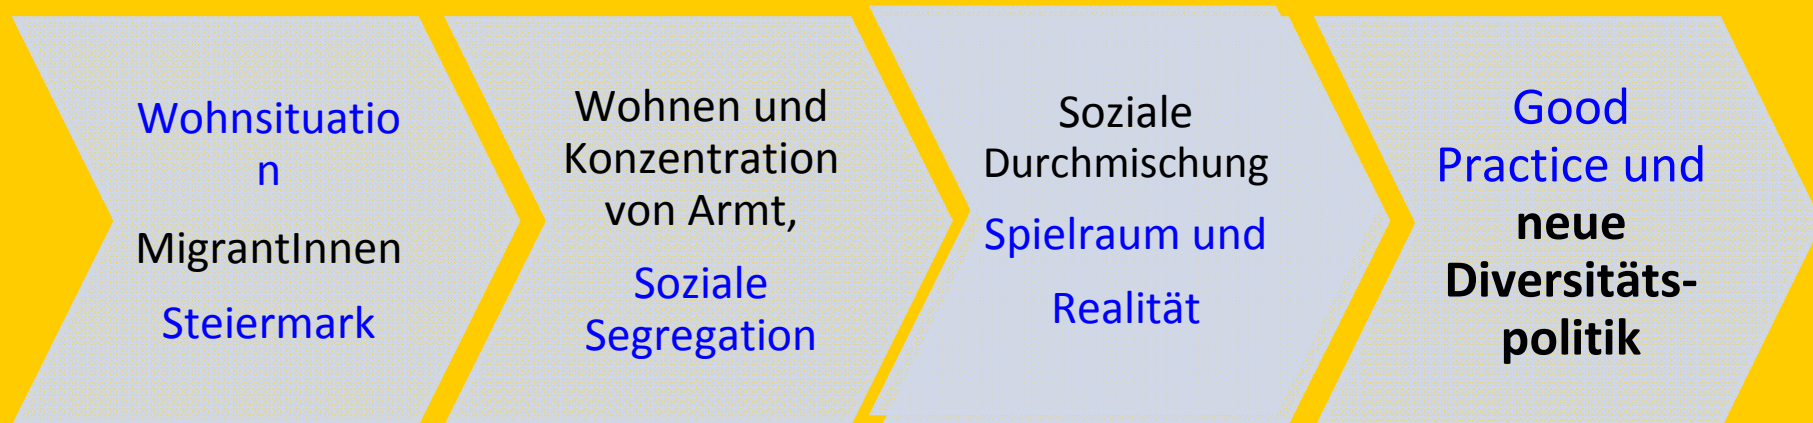 Wohnsituatio
n
MigrantInnen
Steiermark
Wohnen und
Konzentration
von Armt,
Soziale
Segregation
Soziale
Durchmischung
Spielraum und
Realität
Good
Practice und
neue
Diversitäts-
politik